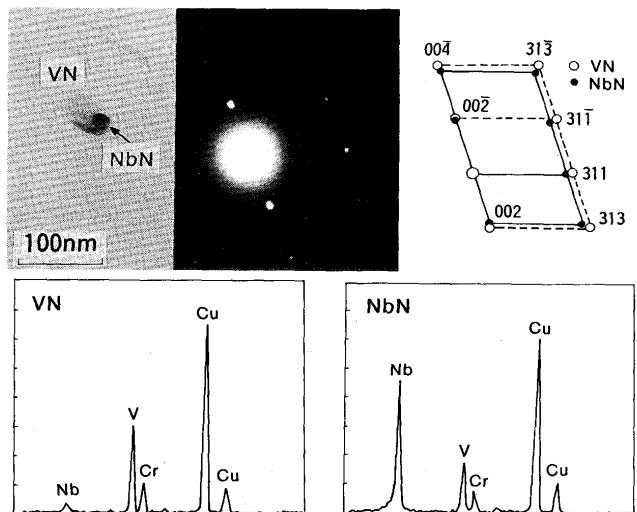 VN
NbN
100nm
004̅
313̅
VN
NbN
002̅
311̅
311
002
313
VN
Cu
V
Cr
Cu
Nb
NbN
Cu
Nb
V
Cr
Cu